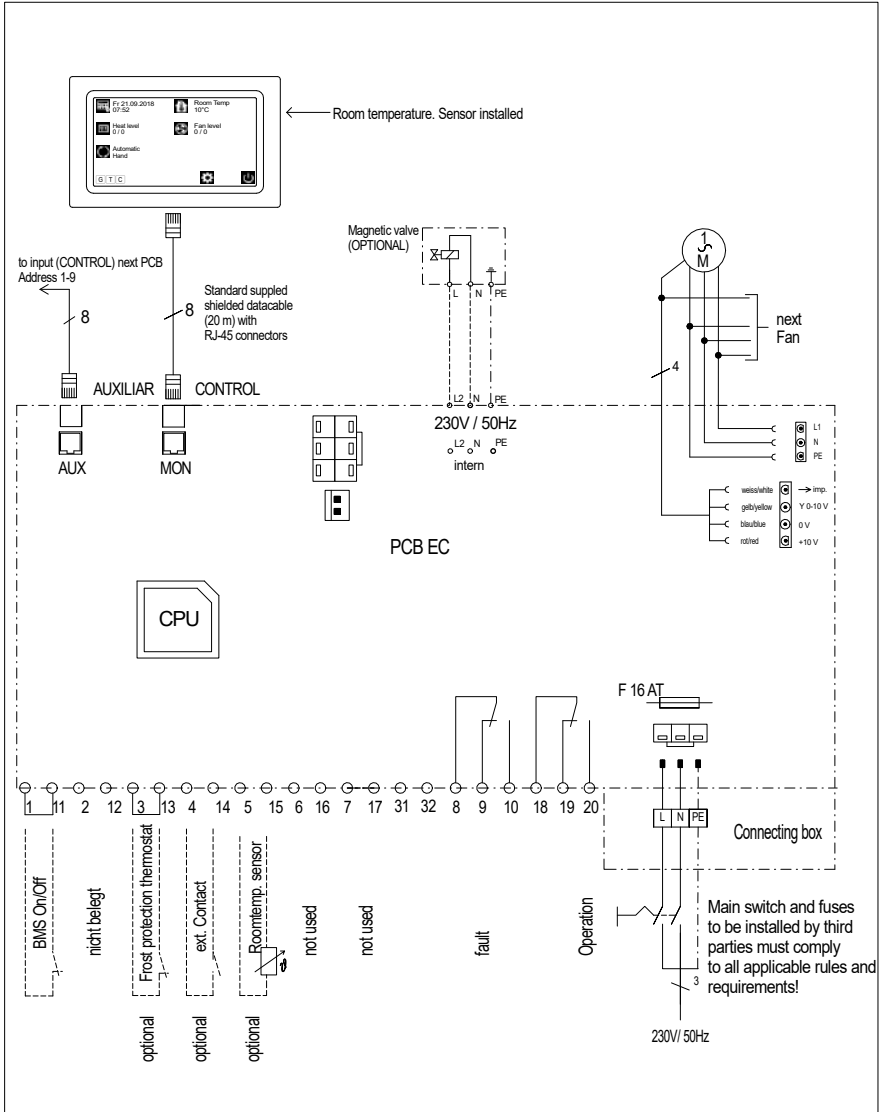 Fr 21.09.2018
07:52
Room Temp
10°C
Heat level
0 / 0
Fan level
0 / 0
Automatic
Hand
G T C
Room temperature. Sensor installed
to input (CONTROL) next PCB
Address 1-9
8
Standard suppled
shielded datacable
(20 m) with
RJ-45 connectors
8
Magnetic valve
(OPTIONAL)
L N PE
1
M
next
Fan
4
AUXILIAR CONTROL
AUX MON
L2 N PE
230V / 50Hz
L2 N PE
intern
L1
N
PE
weiss/white → imp.
gelb/yellow Y 0-10 V
blau/blue 0 V
rot/red +10 V
PCB EC
CPU
F 16 AT
1 11 2 12 3 13 4 14 5 15 6 16 7 17 31 32 8 9 10 18 19 20
L N PE
Connecting box
BMS On/Off
nicht belegt
Frost protection thermostat
optional
ext. Contact
optional
Roomtemp. sensor
optional
not used
not used
fault
Operation
Main switch and fuses
to be installed by third
parties must comply
to all applicable rules and
requirements!
3
230V/ 50Hz